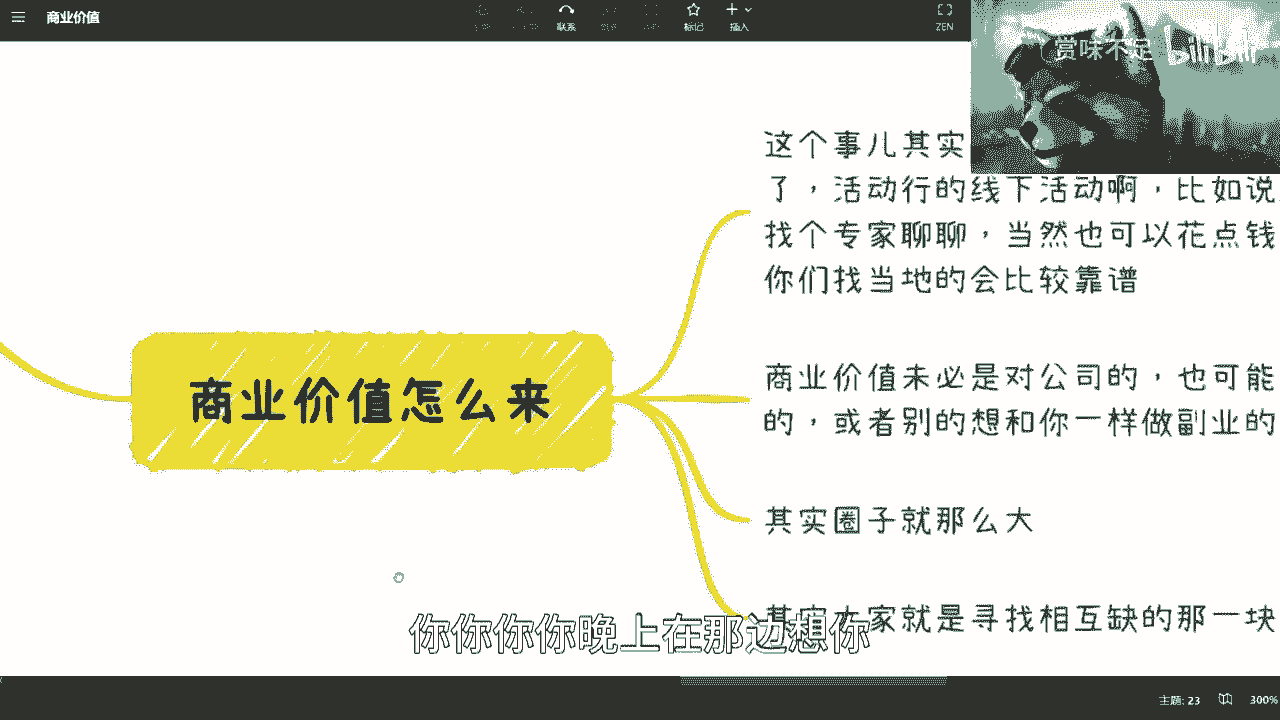 商业价值
联系
标记
插入
ZEN
赏味不足 bilibili
这个事儿其实
了，活动行的线下活动啊，比如说
找个专家聊聊，当然也可以花点钱
你们找当地的会比较靠谱
商业价值怎么来
商业价值未必是对公司的，也可能
的，或者别的想和你一样做副业的
其实圈子就那么大
其实大家就是寻找相互缺的那一块
你你你你晚上在那边想你
主题: 23
300%